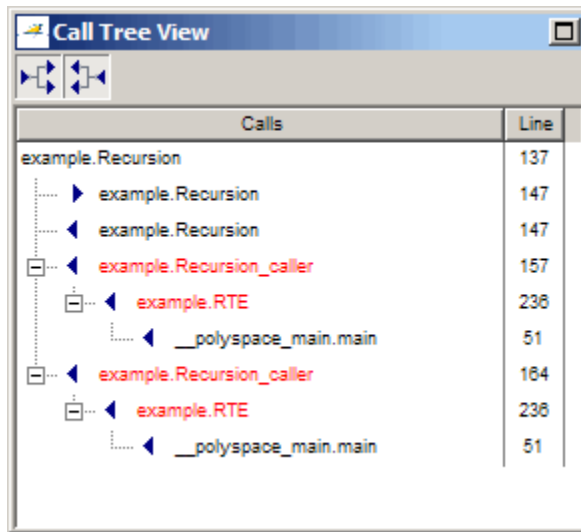 Call Tree View
Calls Line
example.Recursion 137
example.Recursion 147
example.Recursion 147
example.Recursion_caller 157
example.RTE 236
__polyspace_main.main 51
example.Recursion_caller 164
example.RTE 236
__polyspace_main.main 51